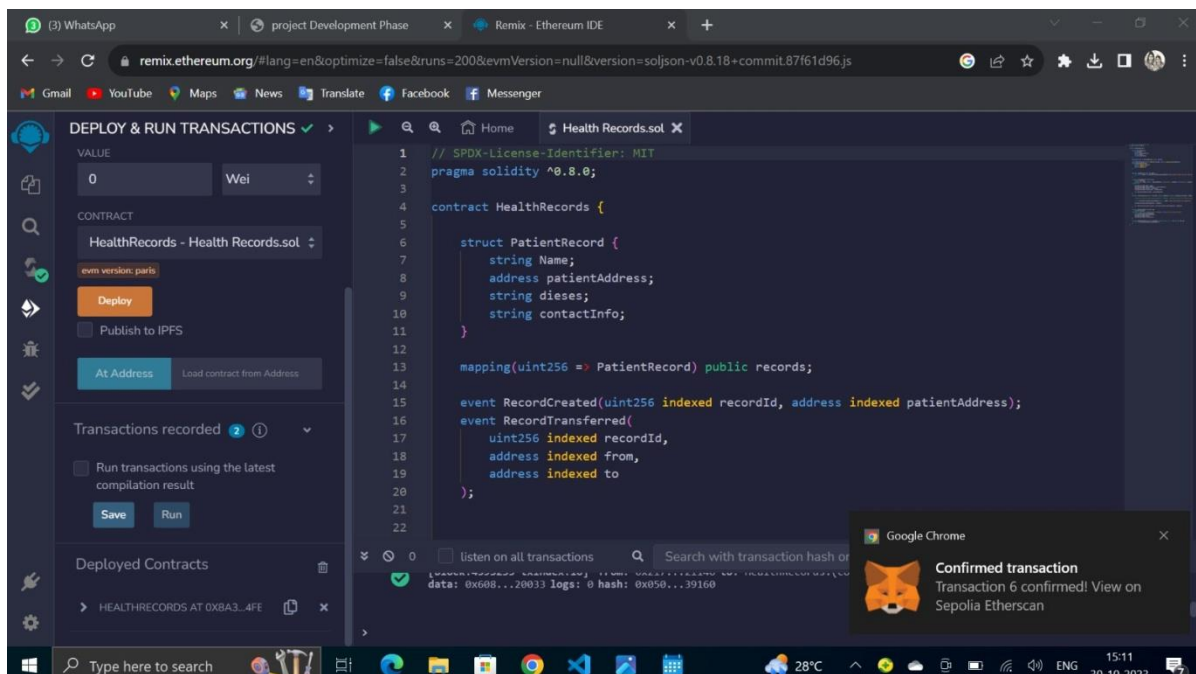 (3) WhatsApp
project Development Phase
Remix - Ethereum IDE
remix.ethereum.org/#lang=en&optimize=false&runs=200&evmVersion=null&version=soljson-v0.8.18+commit.87f61d96.js
Gmail YouTube Maps News Translate Facebook Messenger
DEPLOY & RUN TRANSACTIONS
VALUE
0 Wei
CONTRACT
HealthRecords - Health Records.sol
evm version: paris
Deploy
Publish to IPFS
At Address Load contract from Address
Transactions recorded 2
Run transactions using the latest
compilation result
Save Run
Deployed Contracts
HEALTHRECORDS AT 0X8A3...4FE
Home Health Records.sol
1 // SPDX-License-Identifier: MIT
2 pragma solidity ^0.8.0;
3
4 contract HealthRecords {
5
6 struct PatientRecord {
7 string Name;
8 address patientAddress;
9 string dieses;
10 string contactInfo;
11 }
12
13 mapping(uint256 => PatientRecord) public records;
14
15 event RecordCreated(uint256 indexed recordId, address indexed patientAddress);
16 event RecordTransferred(
17 uint256 indexed recordId,
18 address indexed from,
19 address indexed to
20 );
21
22
0 listen on all transactions Search with transaction hash or
data: 0x608...20033 logs: 0 hash: 0x050...39160
Google Chrome
Confirmed transaction
Transaction 6 confirmed! View on
Sepolia Etherscan
Type here to search
28°C
ENG
15:11